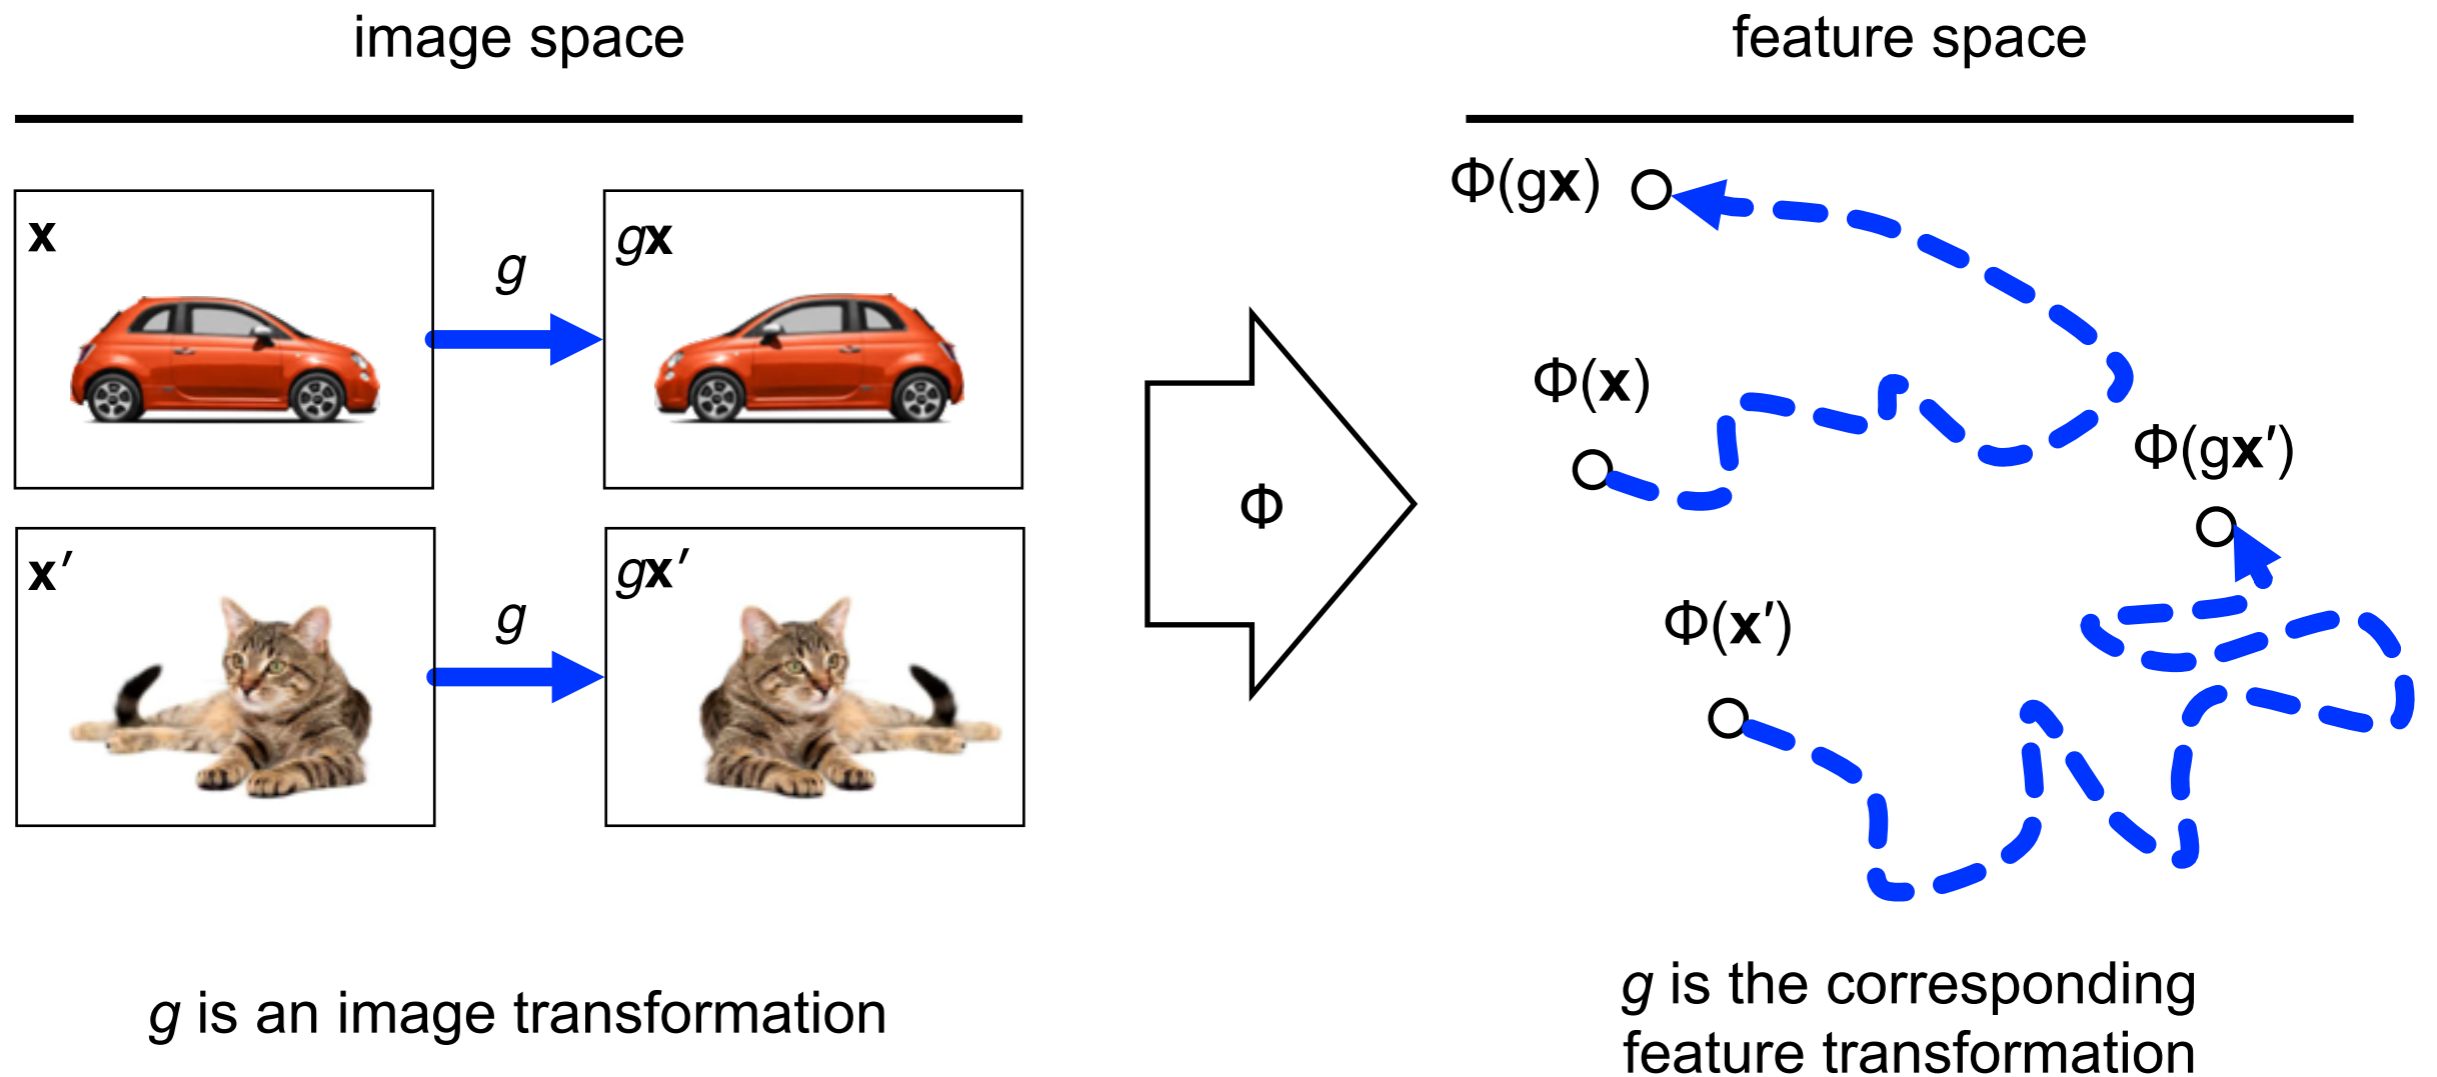 image space
feature space
x
g
gx
x′
g
gx′
Φ
Φ(gx)
Φ(x)
Φ(gx′)
Φ(x′)
g is an image transformation
g is the corresponding
feature transformation